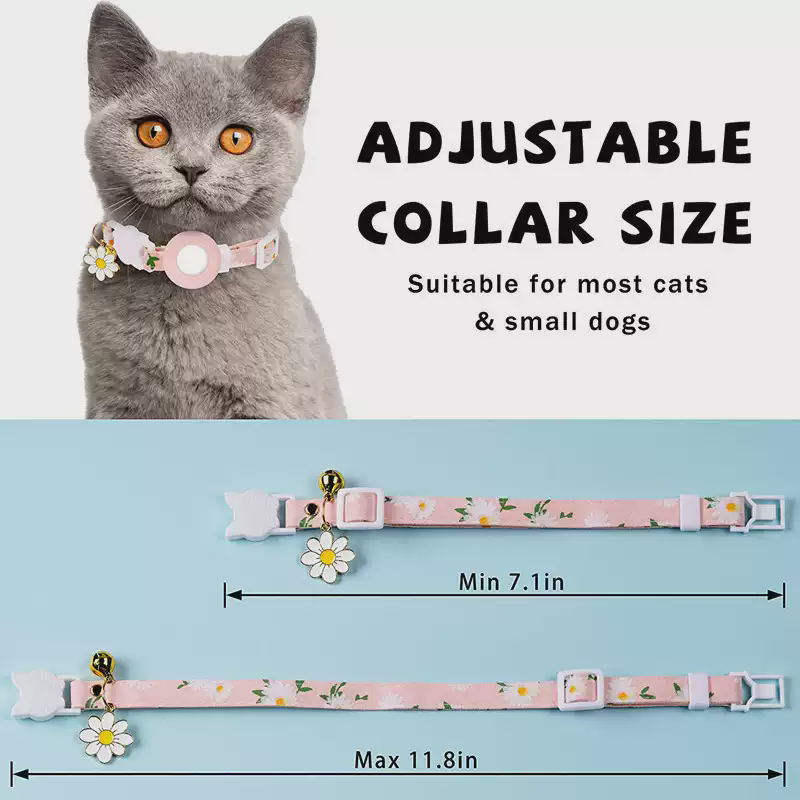 ADJUSTABLE
COLLAR SIZE
Suitable for most cats
& small dogs
Min 7.1in
Max 11.8in